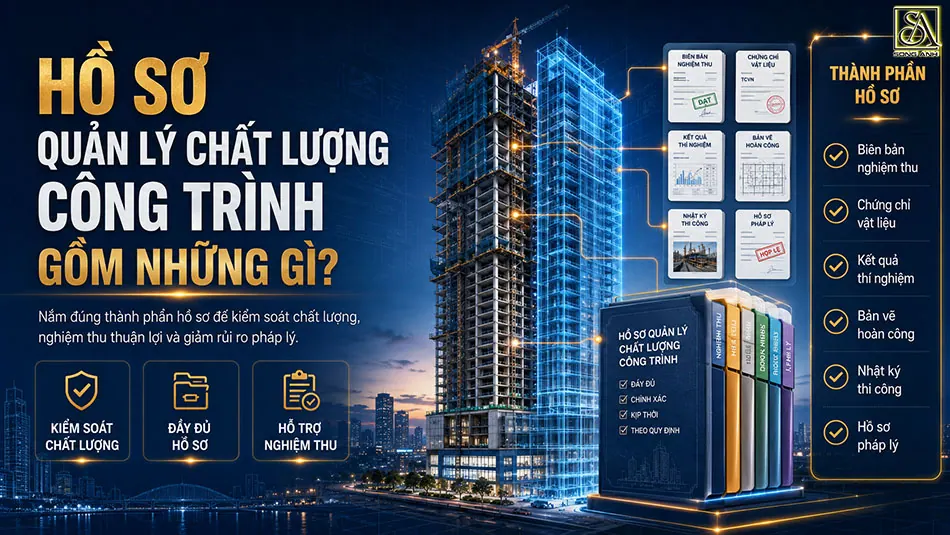 HỒ SƠ
QUẢN LÝ CHẤT LƯỢNG
CÔNG TRÌNH
GỒM NHỮNG GÌ?
Nắm đúng thành phần hồ sơ để kiểm soát chất lượng,
nghiệm thu thuận lợi và giảm rủi ro pháp lý.
KIỂM SOÁT
CHẤT LƯỢNG
ĐẦY ĐỦ
HỒ SƠ
HỖ TRỢ
NGHIỆM THU
BIÊN BẢN
NGHIỆM THU
ĐẠT
CHỨNG CHỈ
VẬT LIỆU
TCVN
KẾT QUẢ
THÍ NGHIỆM
BẢN VẼ
HOÀN CÔNG
NHẬT KÝ
THI CÔNG
HỒ SƠ
PHÁP LÝ
HỢP LỆ
HỒ SƠ QUẢN LÝ
CHẤT LƯỢNG
CÔNG TRÌNH
ĐẦY ĐỦ
CHÍNH XÁC
KỊP THỜI
THEO QUY ĐỊNH
NGHIỆM THU
SONG ANH
THÀNH PHẦN
HỒ SƠ
Biên bản
nghiệm thu
Chứng chỉ
vật liệu
Kết quả
thí nghiệm
Bản vẽ
hoàn công
Nhật ký
thi công
Hồ sơ
pháp lý